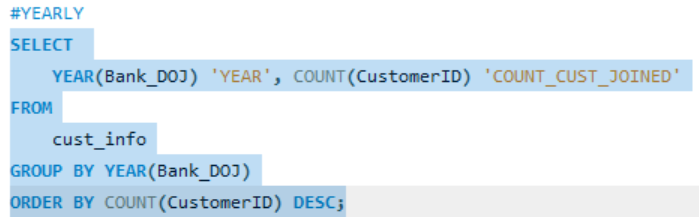 #YEARLY
SELECT
YEAR(Bank_DOJ) 'YEAR', COUNT(CustomerID) 'COUNT_CUST_JOINED'
FROM
cust_info
GROUP BY YEAR(Bank_DOJ)
ORDER BY COUNT(CustomerID) DESC;